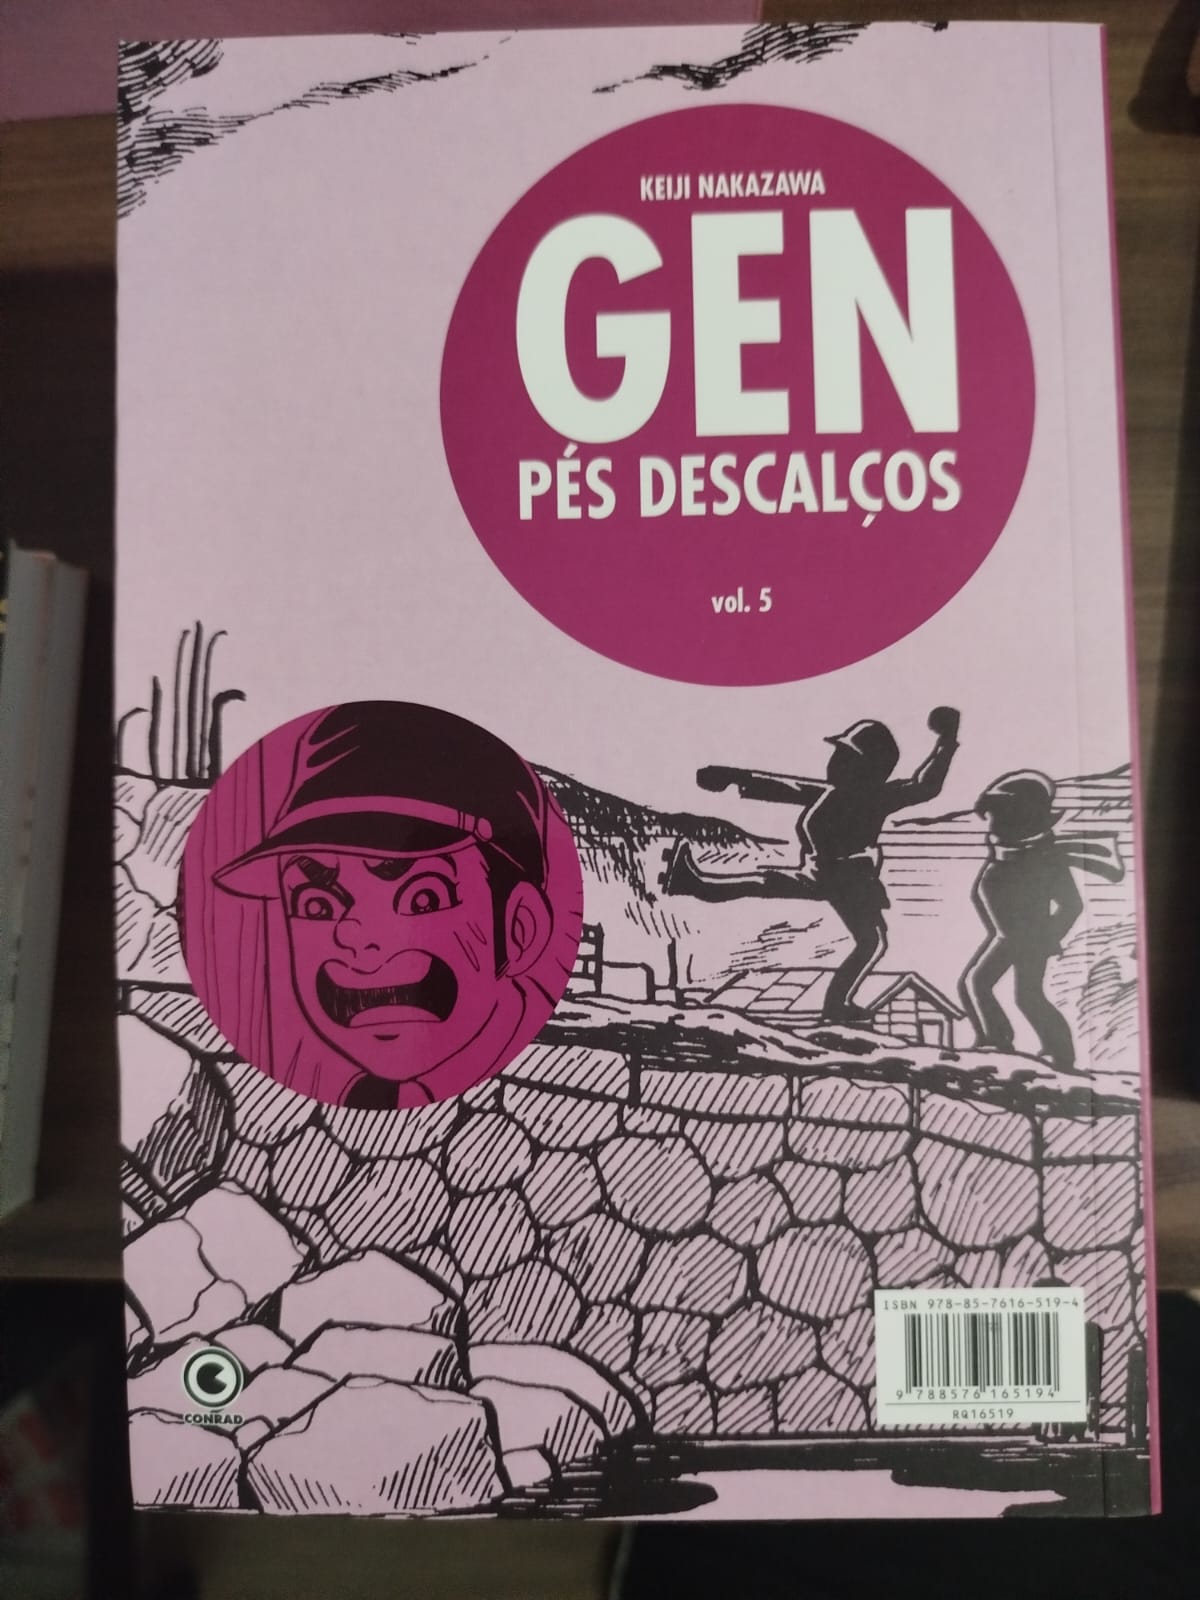 KEIJI NAKAZAWA
GEN
PÉS DESCALÇOS
vol. 5
ISBN 978-85-7616-519-4
9 788576 165194
RQ16519
CONRAD